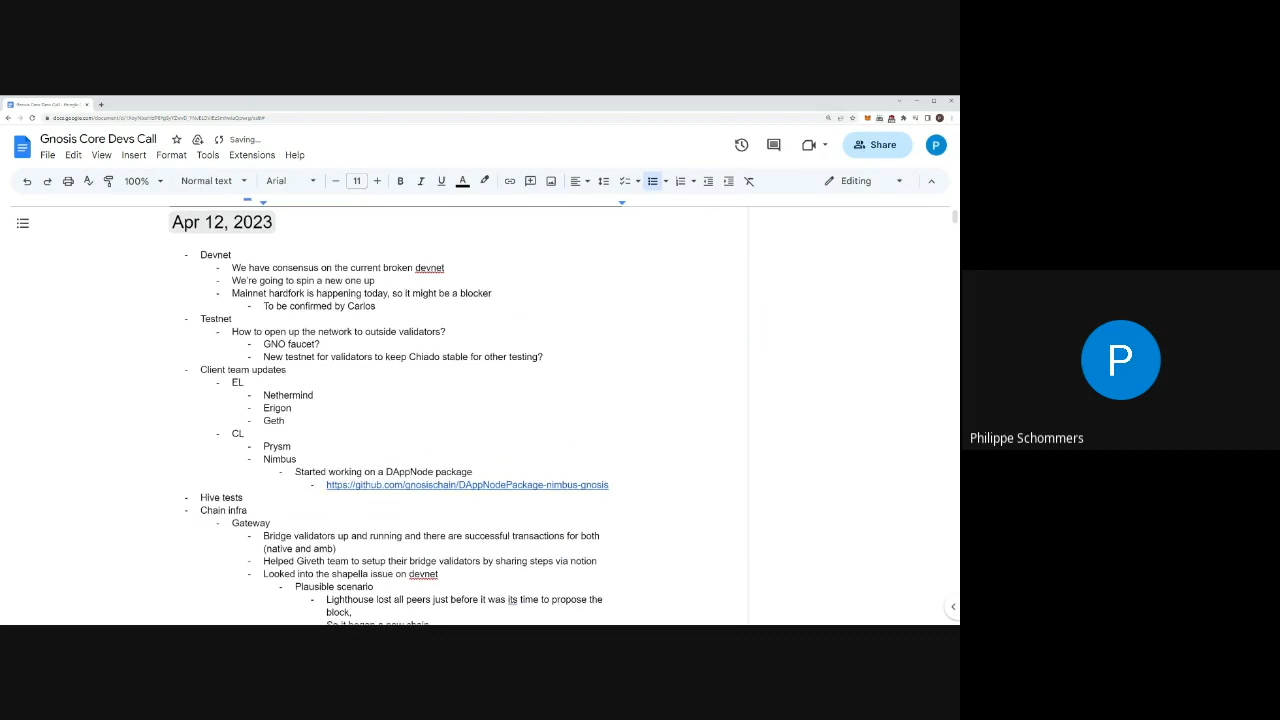 Gnosis Core Devs Call
Saving...
File Edit View Insert Format Tools Extensions Help
Share
P
100% Normal text Arial 11 Editing
Apr 12, 2023
- Devnet
- We have consensus on the current broken devnet
- We're going to spin a new one up
- Mainnet hardfork is happening today, so it might be a blocker
- To be confirmed by Carlos
- Testnet
- How to open up the network to outside validators?
- GNO faucet?
- New testnet for validators to keep Chiado stable for other testing?
- Client team updates
- EL
- Nethermind
- Erigon
- Geth
- CL
- Prysm
- Nimbus
- Started working on a DAppNode package
- https://github.com/gnosischain/DAppNodePackage-nimbus-gnosis
- Hive tests
- Chain infra
- Gateway
- Bridge validators up and running and there are successful transactions for both
(native and amb)
- Helped Giveth team to setup their bridge validators by sharing steps via notion
- Looked into the shapella issue on devnet
- Plausible scenario
- Lighthouse lost all peers just before it was its time to propose the
block,
So it began a new chain
P
Philippe Schommers